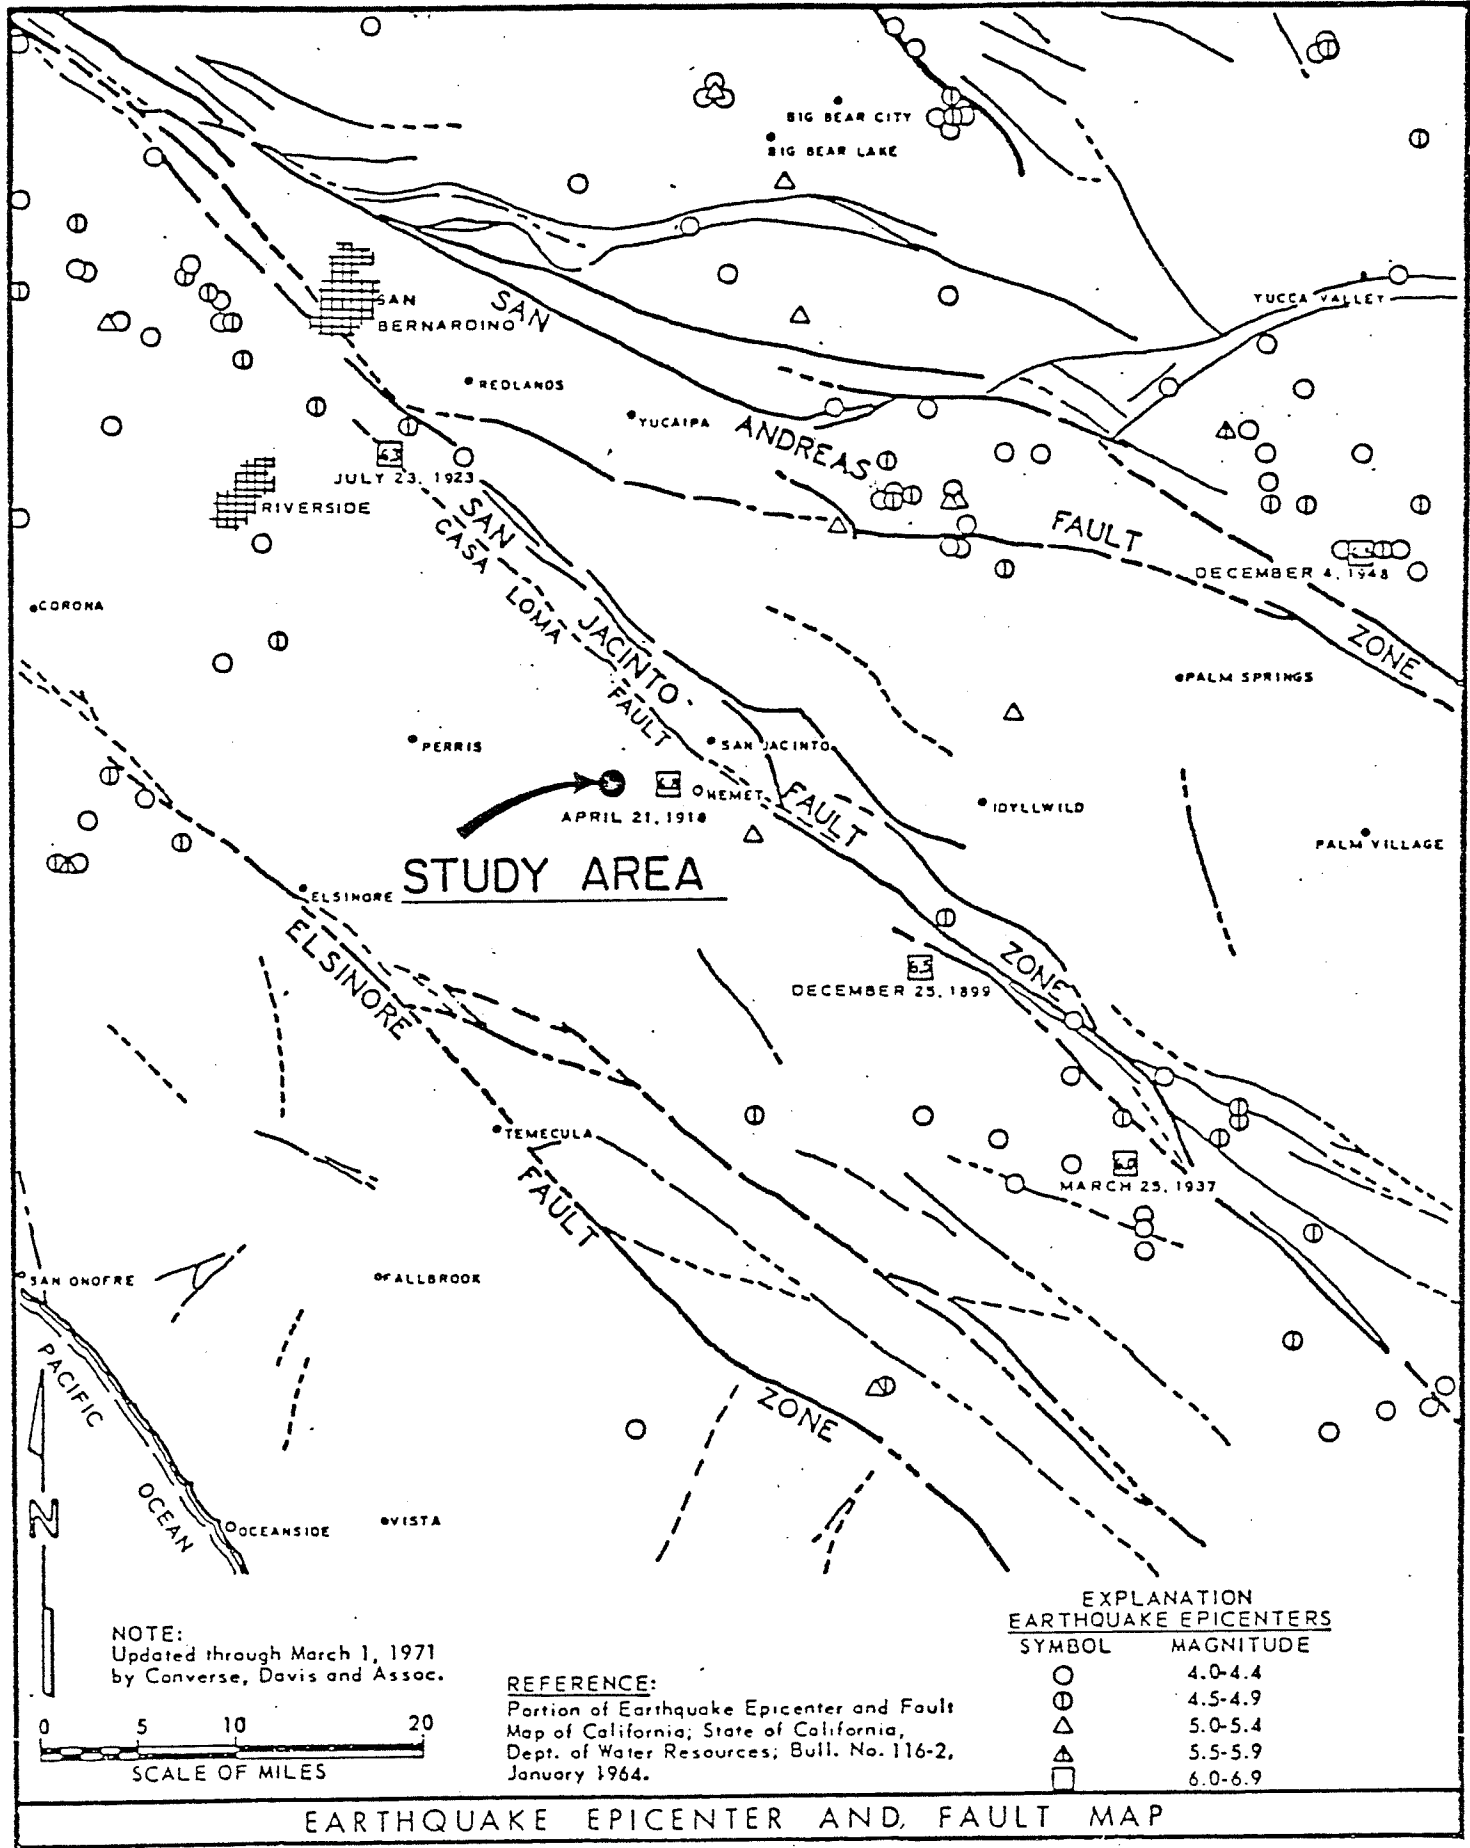 BIG BEAR CITY
BIG BEAR LAKE
YUCCA VALLEY
SAN
BERNARDINO
SAN
REDLANDS
YUCAIPA
ANDREAS
6.3
JULY 23, 1923
RIVERSIDE
SAN
CASA
FAULT
DECEMBER 4, 1948
CORONA
LOMA
JACINTO
ZONE
FAULT
PALM SPRINGS
PERRIS
SAN JACINTO
6.8
HEMET
FAULT
IDYLLWILD
APRIL 21, 1918
PALM VILLAGE
STUDY AREA
ELSINORE
ELSINORE
ZONE
6.5
DECEMBER 25, 1899
TEMECULA
6.0
MARCH 25, 1937
FAULT
SAN ONOFRE
FALLBROOK
PACIFIC
ZONE
OCEAN
N
OCEANSIDE
VISTA
NOTE:
Updated through March 1, 1971
by Converse, Davis and Assoc.
0 5 10 20
SCALE OF MILES
REFERENCE:
Portion of Earthquake Epicenter and Fault
Map of California; State of California,
Dept. of Water Resources; Bull. No. 116-2,
January 1964.
EXPLANATION
EARTHQUAKE EPICENTERS
SYMBOL MAGNITUDE
4.0-4.4
4.5-4.9
5.0-5.4
5.5-5.9
6.0-6.9
EARTHQUAKE EPICENTER AND, FAULT MAP